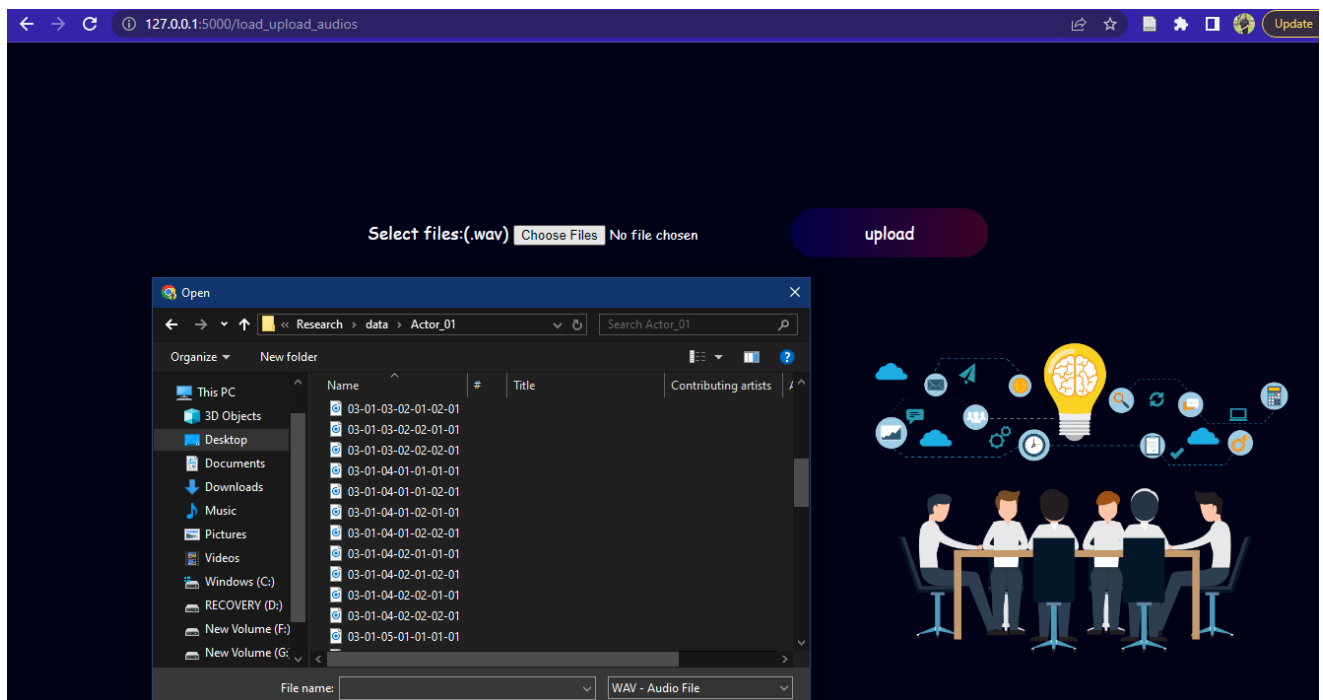 127.0.0.1:5000/load_upload_audios
Update
Select files:(.wav) Choose Files No file chosen
upload
Open
« Research › data › Actor_01
Search Actor_01
Organize
New folder
?
This PC
3D Objects
Desktop
Documents
Downloads
Music
Pictures
Videos
Windows (C:)
RECOVERY (D:)
New Volume (F:)
New Volume (G:
Name # Title Contributing artists
03-01-03-02-01-02-01
03-01-03-02-02-01-01
03-01-03-02-02-02-01
03-01-04-01-01-01-01
03-01-04-01-01-02-01
03-01-04-01-02-01-01
03-01-04-01-02-02-01
03-01-04-02-01-01-01
03-01-04-02-01-02-01
03-01-04-02-02-01-01
03-01-04-02-02-02-01
03-01-05-01-01-01-01
File name:
WAV - Audio File